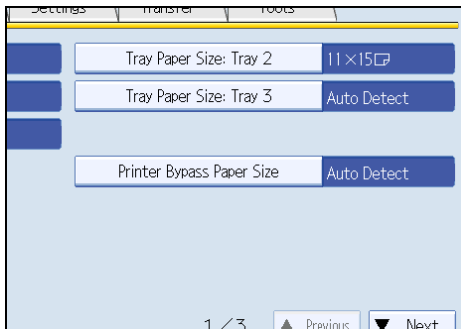 Settings Transfer Tools
Tray Paper Size: Tray 2 11×15
Tray Paper Size: Tray 3 Auto Detect
Printer Bypass Paper Size Auto Detect
1/3 ▲ Previous ▼ Next